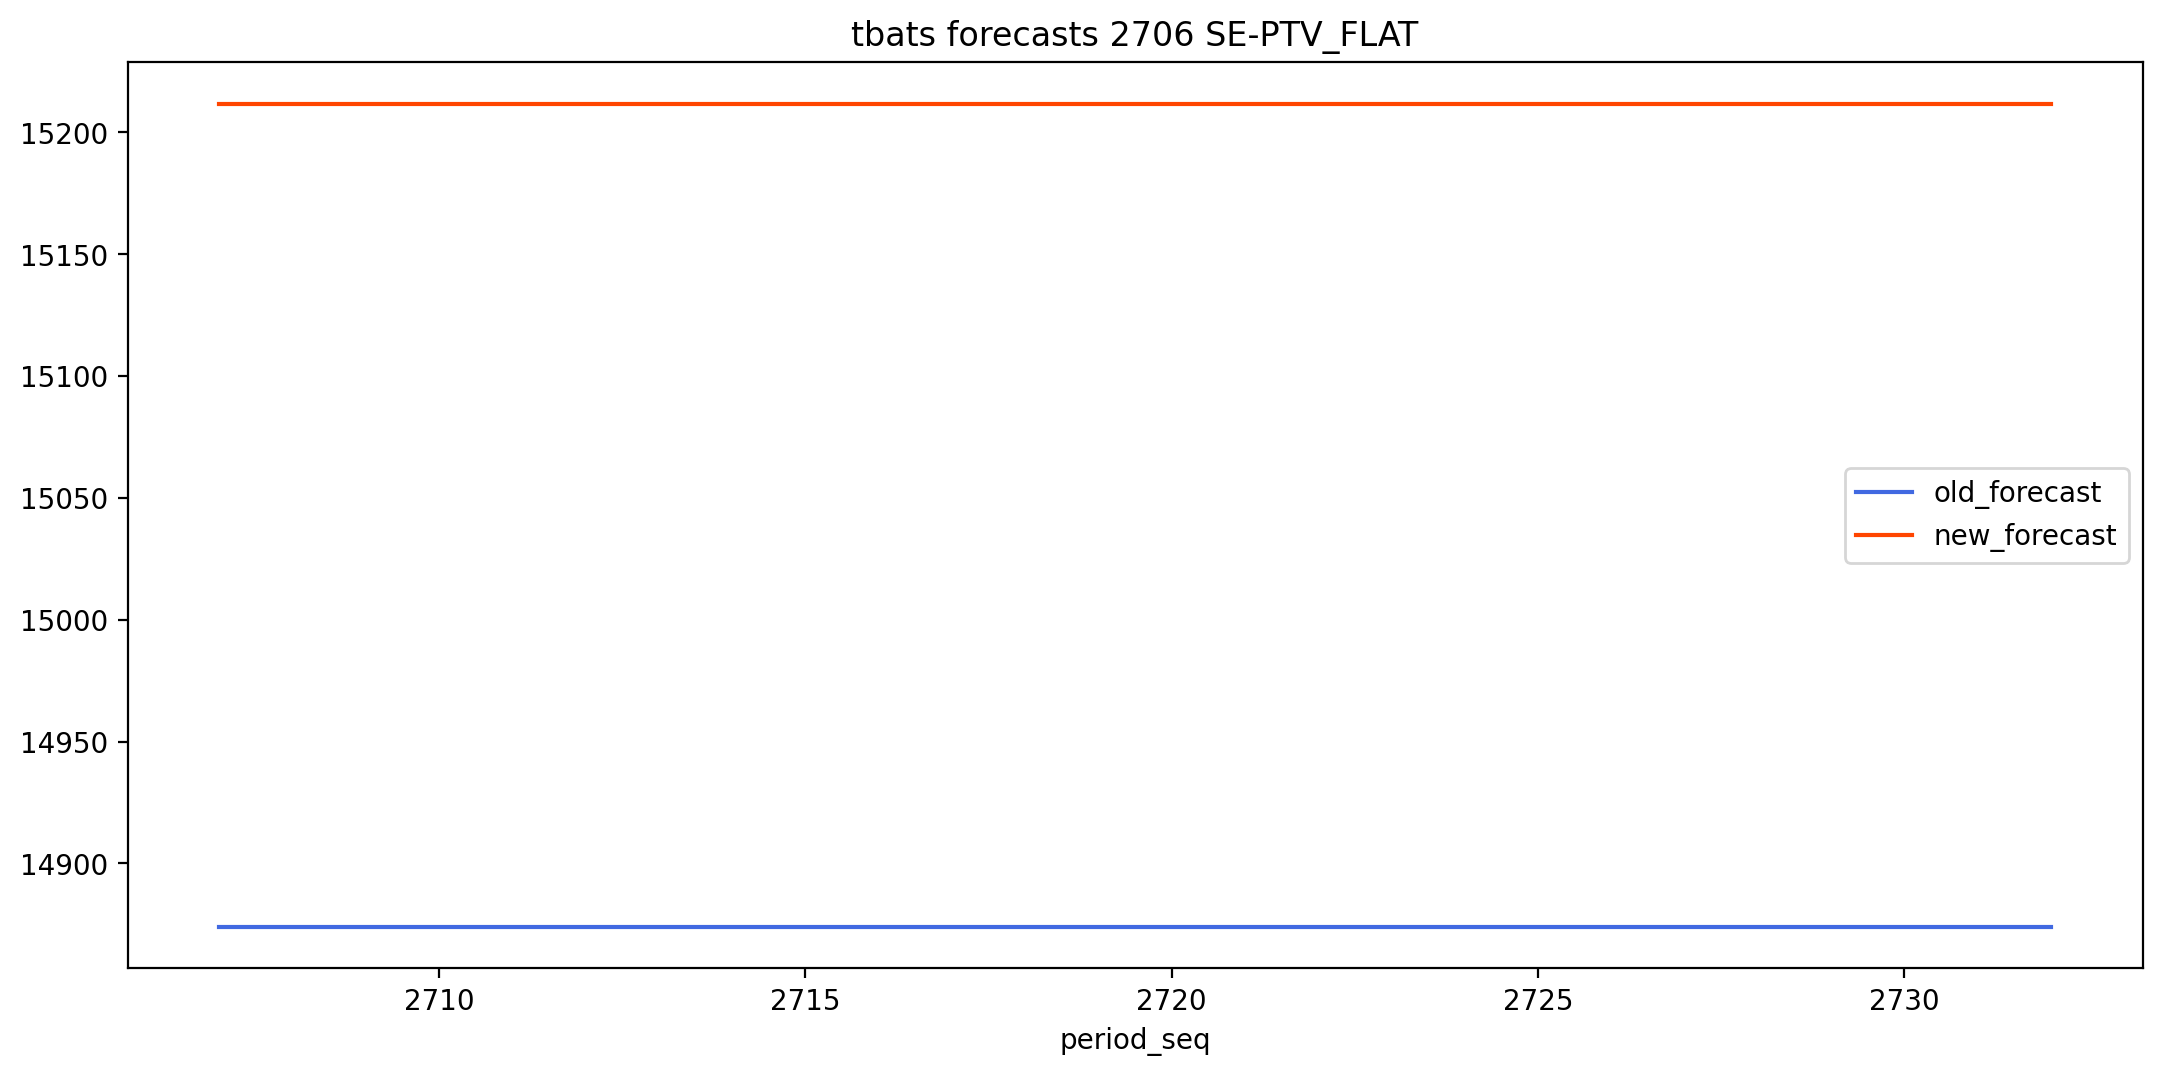 tbats forecasts 2706 SE-PTV_FLAT
15200
15150
15100
15050
15000
14950
14900
old_forecast
new_forecast
2710 2715 2720 2725 2730
period_seq